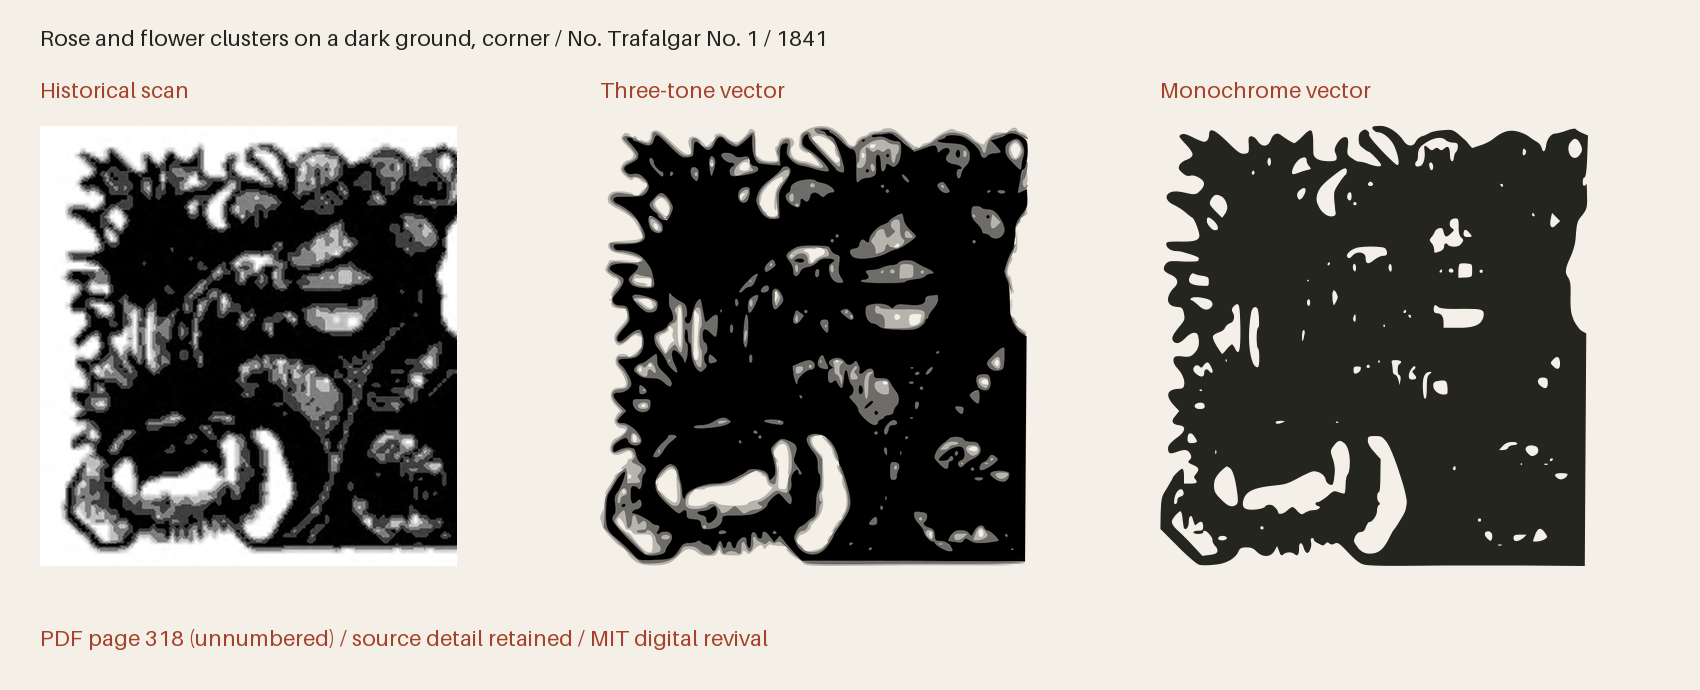 Rose and flower clusters on a dark ground, corner / No. Trafalgar No. 1 / 1841
Historical scan
Three-tone vector
Monochrome vector
PDF page 318 (unnumbered) / source detail retained / MIT digital revival